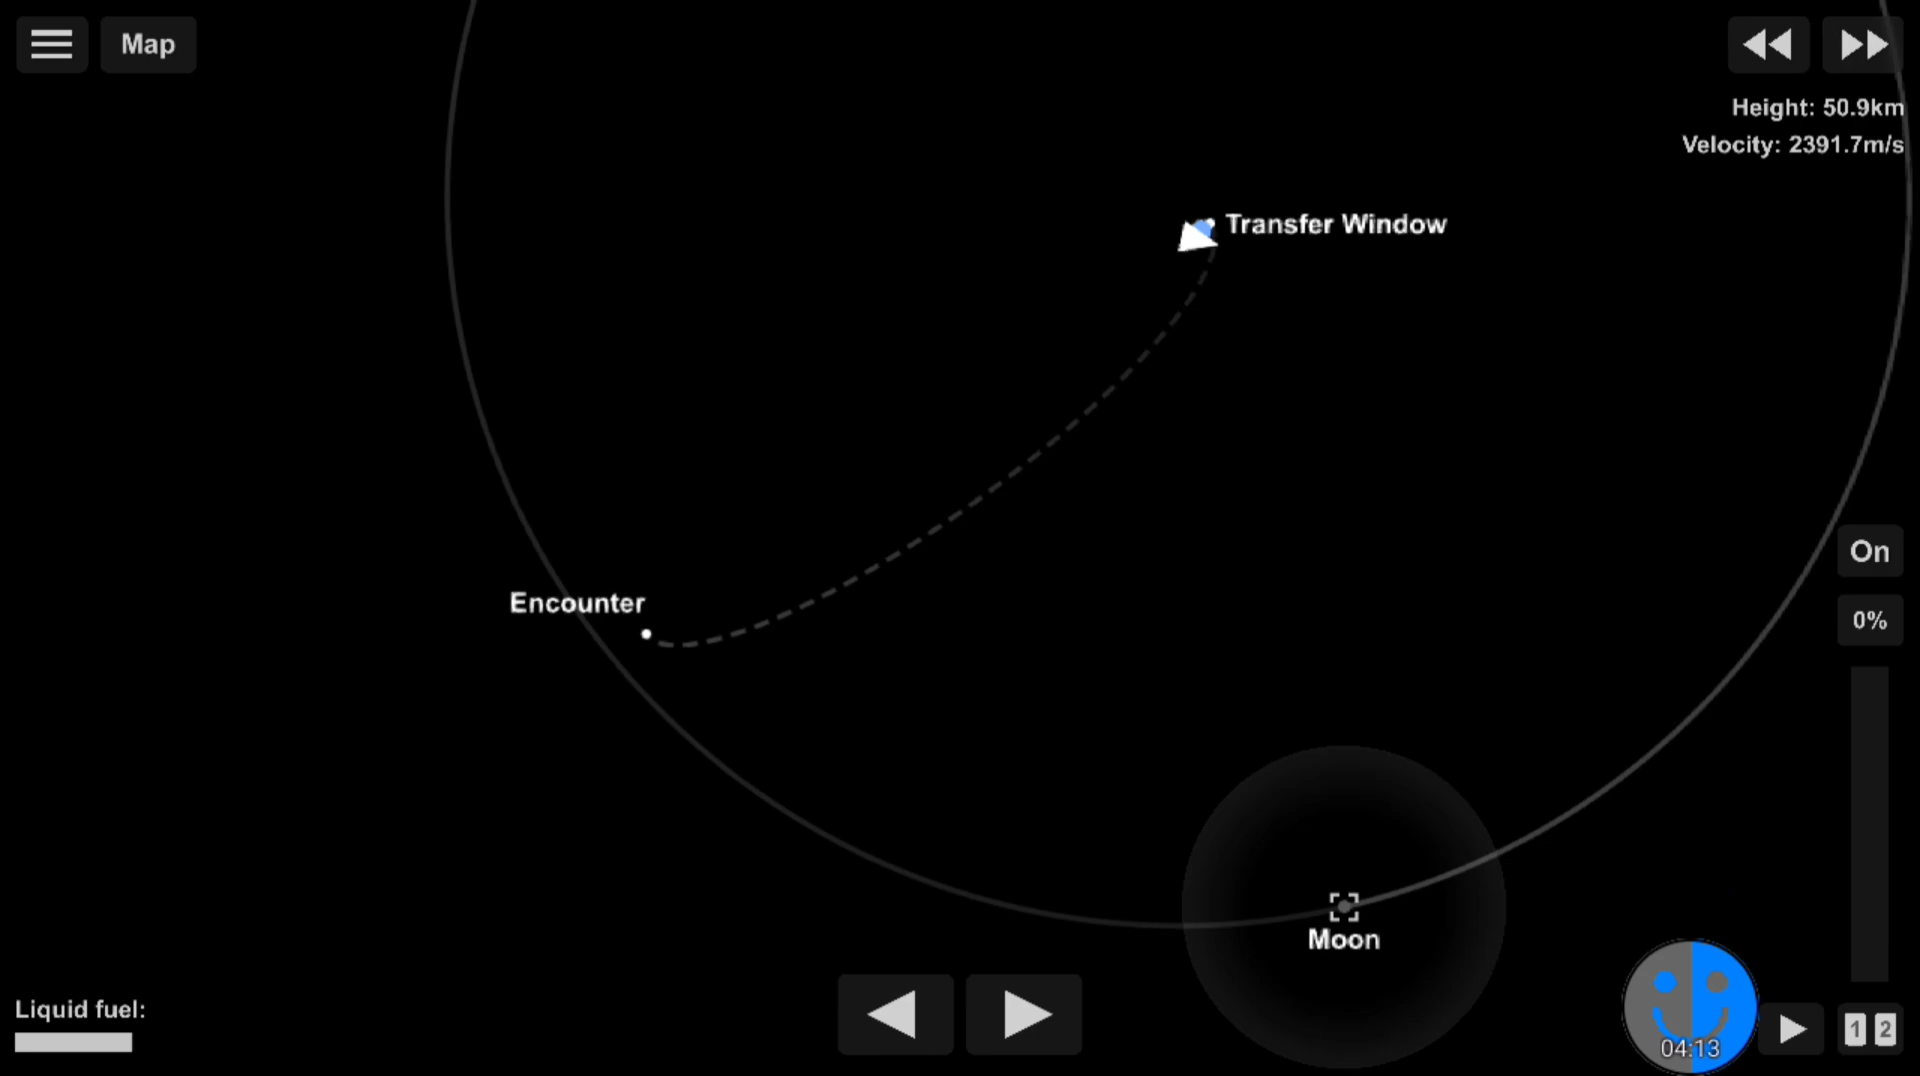 Map
Height: 50.9km
Velocity: 2391.7m/s
Transfer Window
On
Encounter
0%
Moon
Liquid fuel:
1 2
04:13